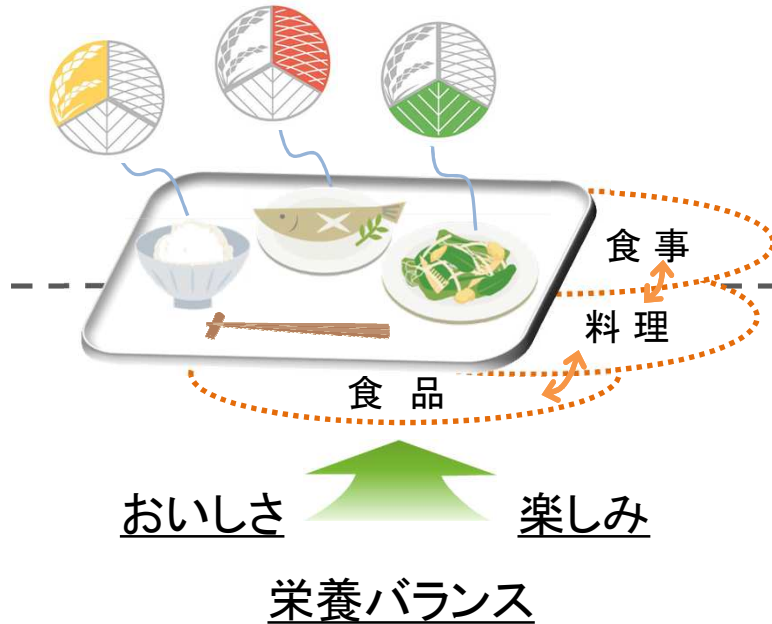 食 事
料 理
食 品
おいしさ
楽しみ
栄養バランス